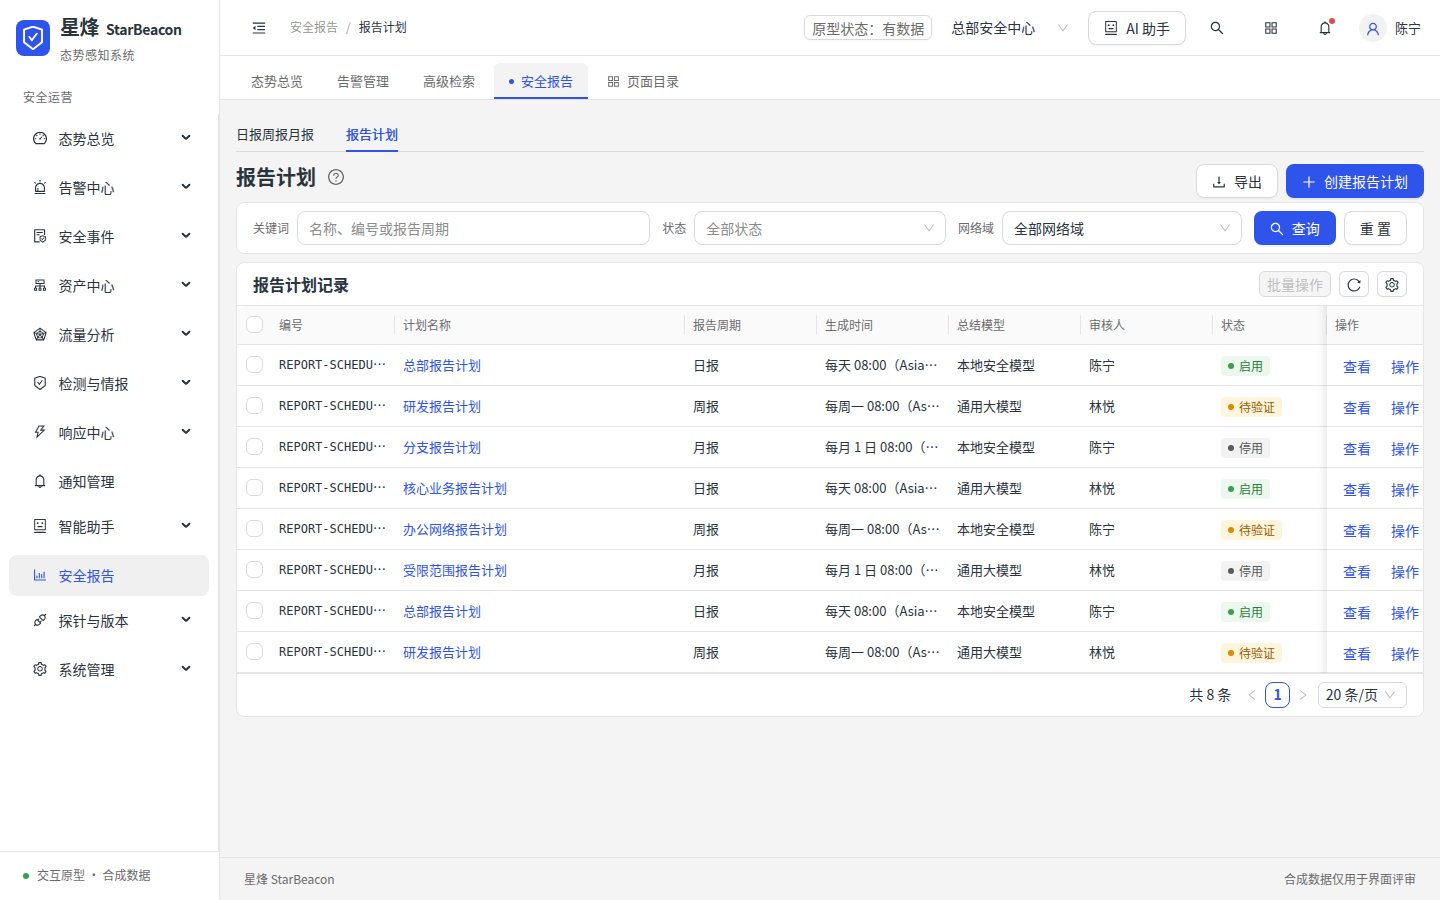 星烽 StarBeacon
态势感知系统
安全运营
态势总览
告警中心
安全事件
资产中心
流量分析
检测与情报
响应中心
通知管理
智能助手
安全报告
探针与版本
系统管理
交互原型 · 合成数据
安全报告 / 报告计划
原型状态：有数据
总部安全中心
AI 助手
陈宁
态势总览 告警管理 高级检索 安全报告 页面目录
日报周报月报 报告计划
报告计划
导出 创建报告计划
关键词 名称、编号或报告周期 状态 全部状态 网络域 全部网络域 查询 重 置
报告计划记录 批量操作
编号 计划名称 报告周期 生成时间 总结模型 审核人 状态 操作
REPORT-SCHEDU··· 总部报告计划 日报 每天 08:00（Asia··· 本地安全模型 陈宁 启用 查看 操作
REPORT-SCHEDU··· 研发报告计划 周报 每周一 08:00（As··· 通用大模型 林悦 待验证 查看 操作
REPORT-SCHEDU··· 分支报告计划 月报 每月 1 日 08:00（··· 本地安全模型 陈宁 停用 查看 操作
REPORT-SCHEDU··· 核心业务报告计划 日报 每天 08:00（Asia··· 通用大模型 林悦 启用 查看 操作
REPORT-SCHEDU··· 办公网络报告计划 周报 每周一 08:00（As··· 本地安全模型 陈宁 待验证 查看 操作
REPORT-SCHEDU··· 受限范围报告计划 月报 每月 1 日 08:00（··· 通用大模型 林悦 停用 查看 操作
REPORT-SCHEDU··· 总部报告计划 日报 每天 08:00（Asia··· 本地安全模型 陈宁 启用 查看 操作
REPORT-SCHEDU··· 研发报告计划 周报 每周一 08:00（As··· 通用大模型 林悦 待验证 查看 操作
共 8 条 1 20 条/页
星烽 StarBeacon
合成数据仅用于界面评审